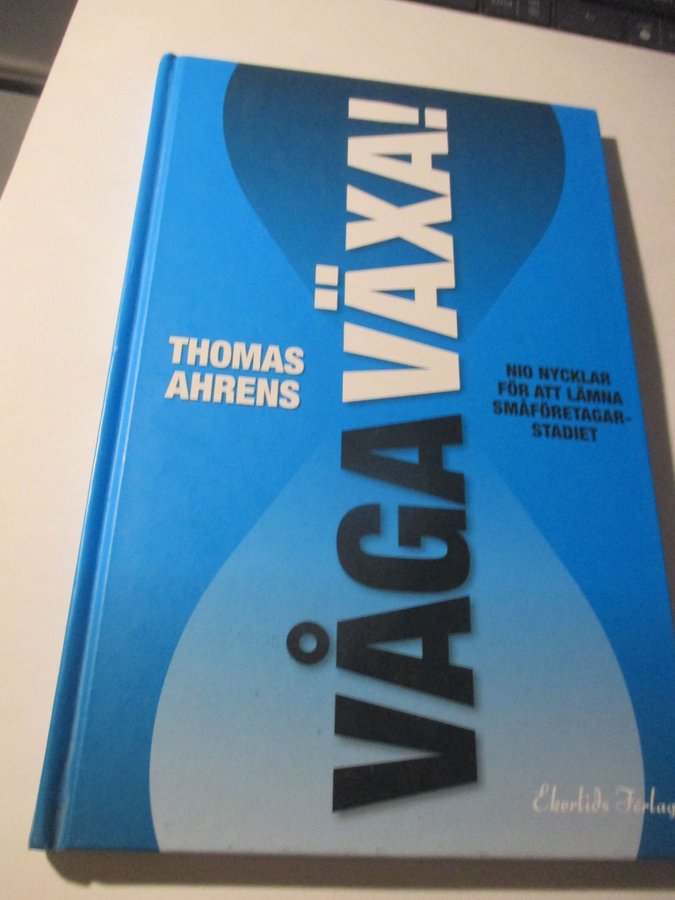 THOMAS
AHRENS
VÅGA VÄXA!
NIO NYCKLAR
FÖR ATT LÄMNA
SMÅFÖRETAGAR-
STADIET
Ekerlids Förlag